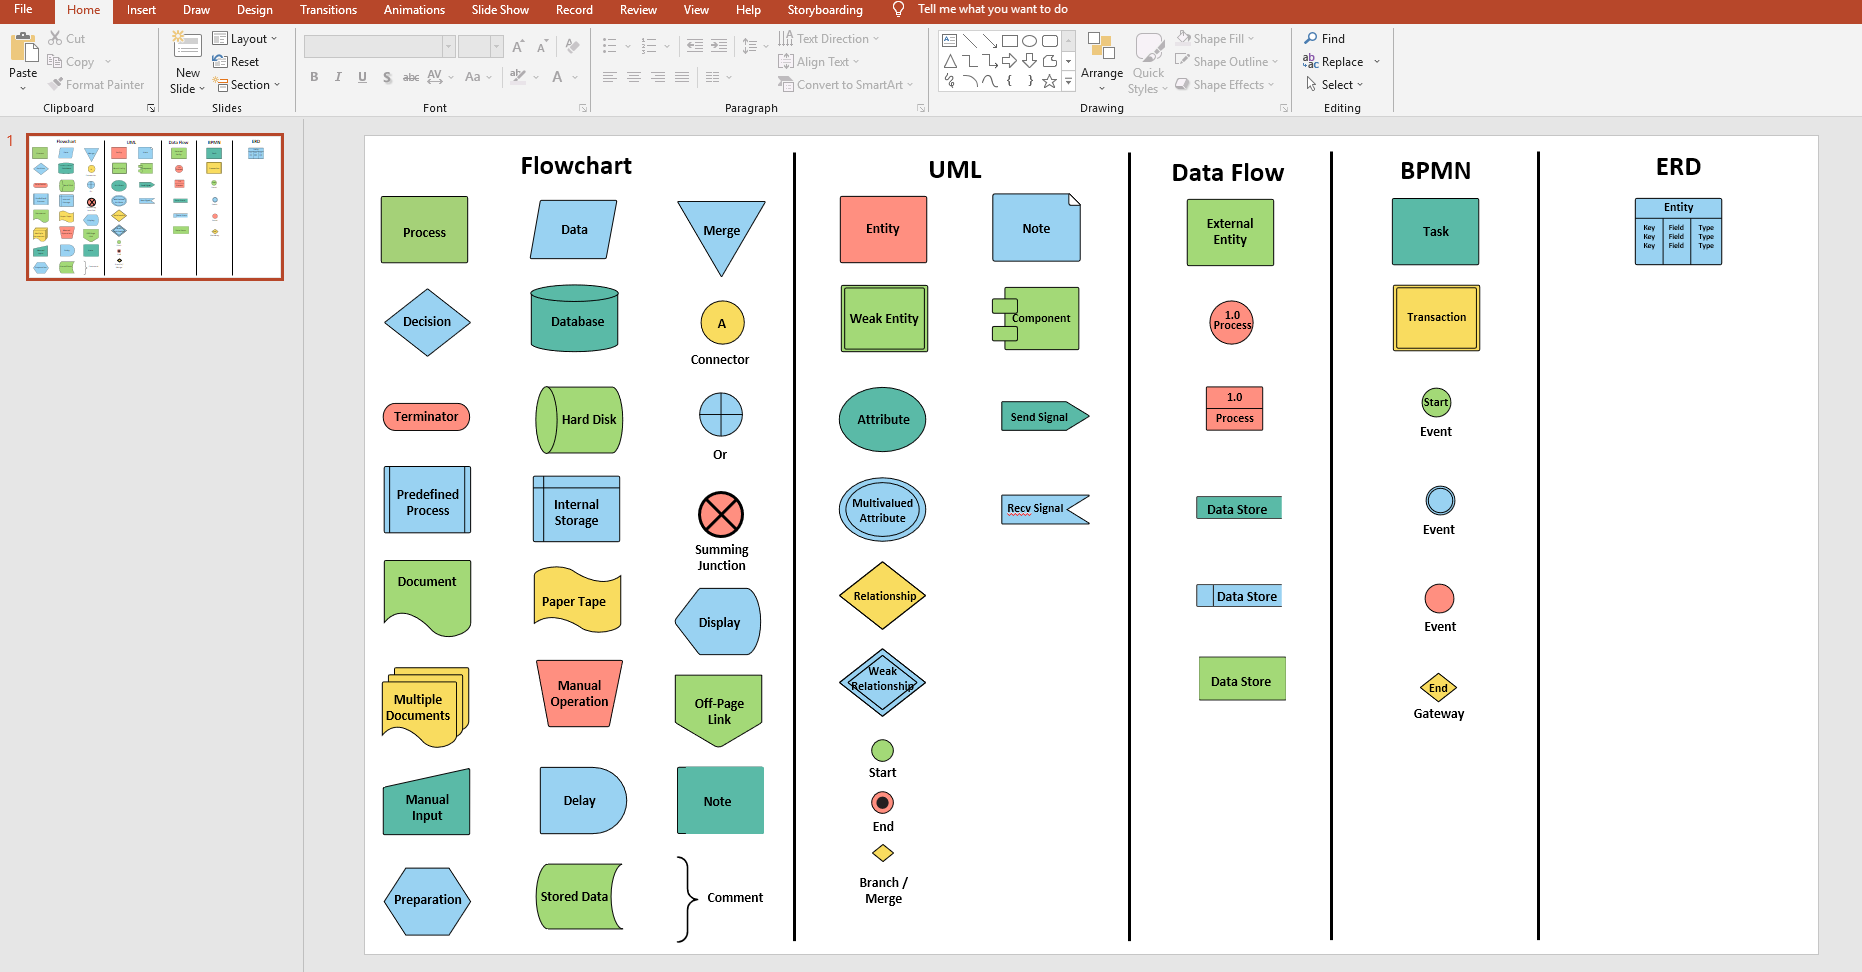 File Home Insert Draw Design Transitions Animations Slide Show Record Review View Help Storyboarding Tell me what you want to do
Paste
Cut
Copy
Format Painter
Clipboard
New
Slide
Layout
Reset
Section
Slides
A A
B I U S abc AV Aa ab A
Font
Text Direction
Align Text
Convert to SmartArt
Paragraph
Arrange
Quick
Styles
Shape Fill
Shape Outline
Shape Effects
Drawing
Find
Replace
Select
Editing
1
Flowchart
Process
Data
Merge
Decision
Database
A
Connector
Terminator
Hard Disk
Or
Predefined
Process
Internal
Storage
Summing
Junction
Document
Paper Tape
Display
Multiple
Documents
Manual
Operation
Off-Page
Link
Manual
Input
Delay
Note
Preparation
Stored Data
Comment
UML
Entity
Note
Weak Entity
Component
Attribute
Send Signal
Multivalued
Attribute
Recv Signal
Relationship
Weak
Relationship
Start
End
Branch /
Merge
Data Flow
External
Entity
1.0
Process
1.0
Process
Data Store
Data Store
Data Store
BPMN
Task
Transaction
Start
Event
Event
Event
End
Gateway
ERD
Entity
Key Field Type
Key Field Type
Key Field Type